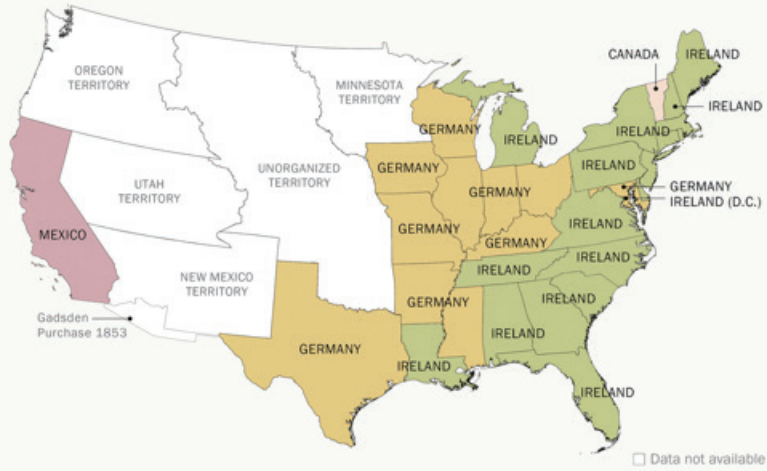 CANADA
IRELAND
OREGON
TERRITORY
MINNESOTA
TERRITORY
IRELAND
GERMANY
IRELAND
IRELAND
GERMANY
IRELAND
UNORGANIZED
TERRITORY
UTAH
TERRITORY
GERMANY
GERMANY
IRELAND (D.C.)
IRELAND
GERMANY
MEXICO
GERMANY
IRELAND
IRELAND
NEW MEXICO
TERRITORY
IRELAND
GERMANY
Gadsden
Purchase 1853
IRELAND
GERMANY
IRELAND
IRELAND
Data not available